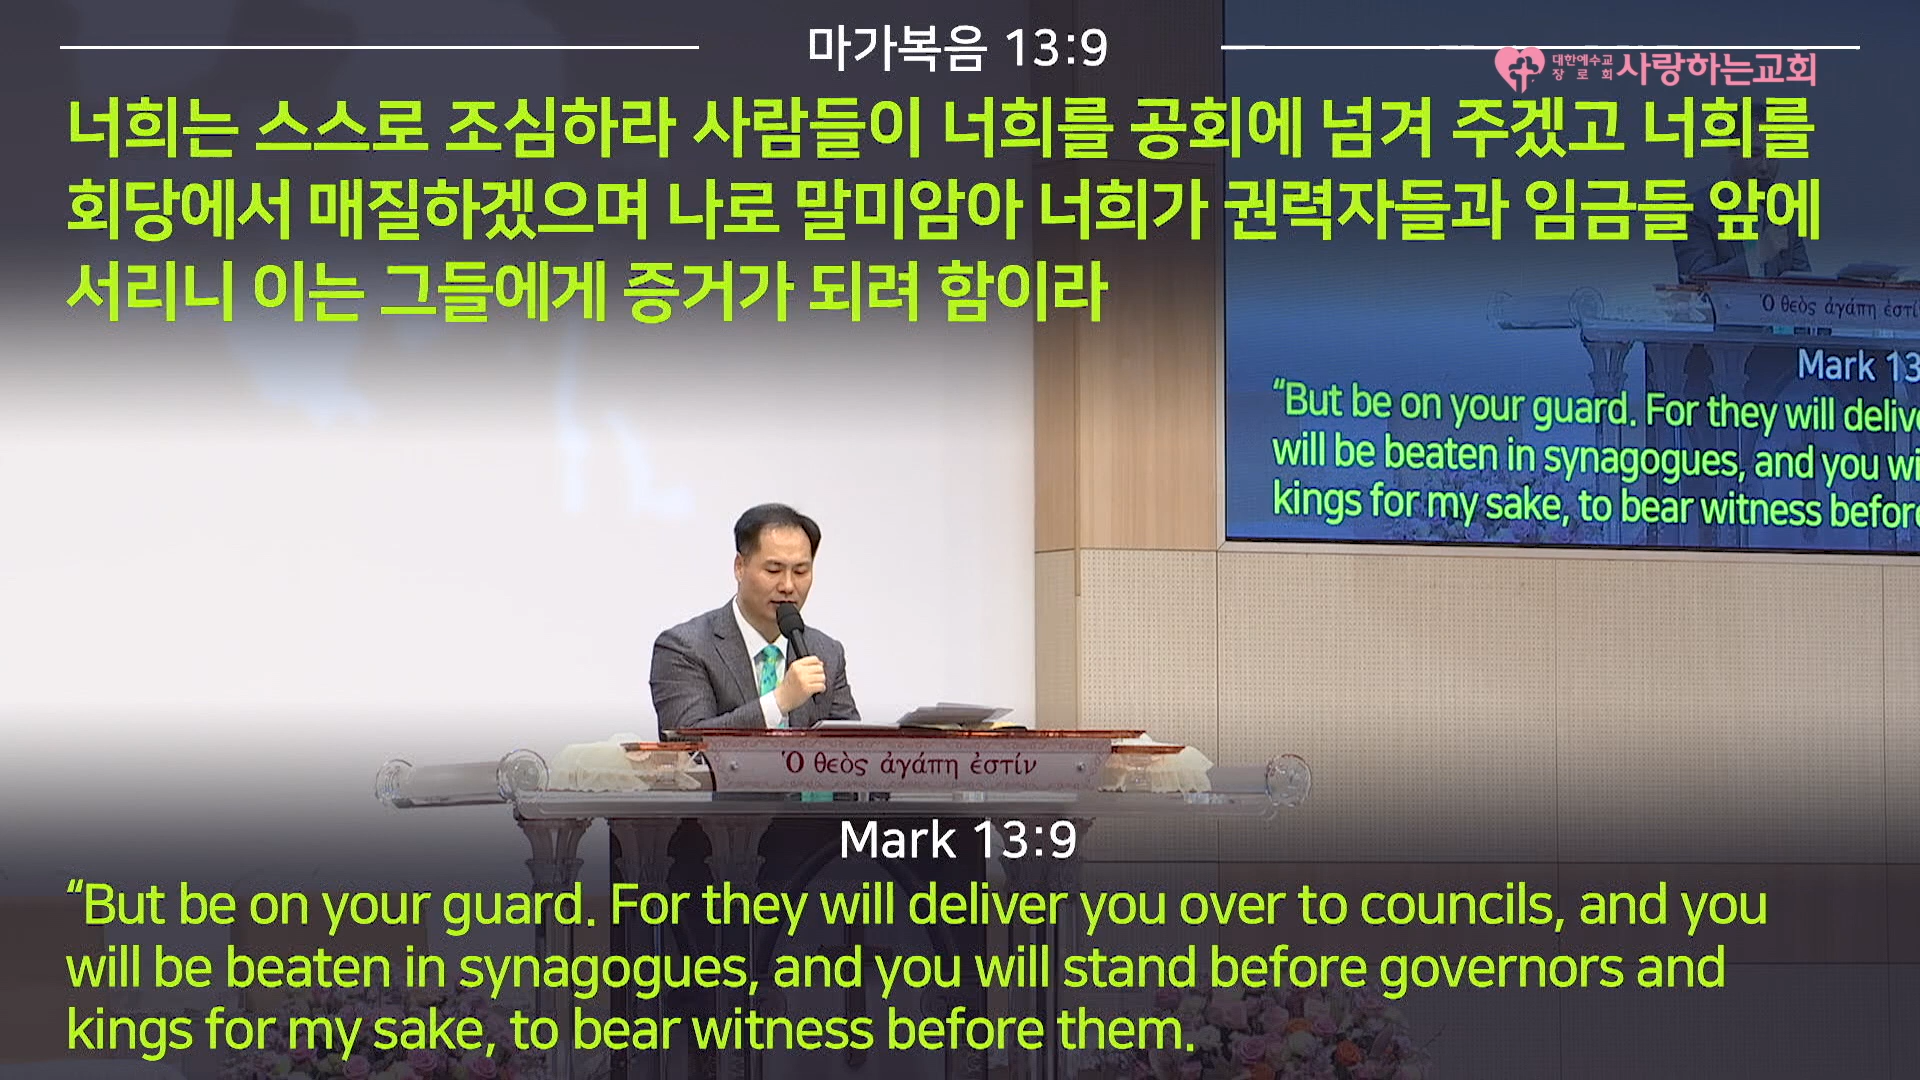 마가복음 13:9
대한예수교
장로회 사랑하는교회
너희는 스스로 조심하라 사람들이 너희를 공회에 넘겨 주겠고 너희를
회당에서 매질하겠으며 나로 말미암아 너희가 권력자들과 임금들 앞에
서리니 이는 그들에게 증거가 되려 함이라
Ὁ θεὸς ἀγάπη ἐστί
Mark 13
“But be on your guard. For they will deliv
will be beaten in synagogues, and you wi
kings for my sake, to bear witness before
Ὁ θεὸς ἀγάπη ἐστίν
Mark 13:9
“But be on your guard. For they will deliver you over to councils, and you
will be beaten in synagogues, and you will stand before governors and
kings for my sake, to bear witness before them.